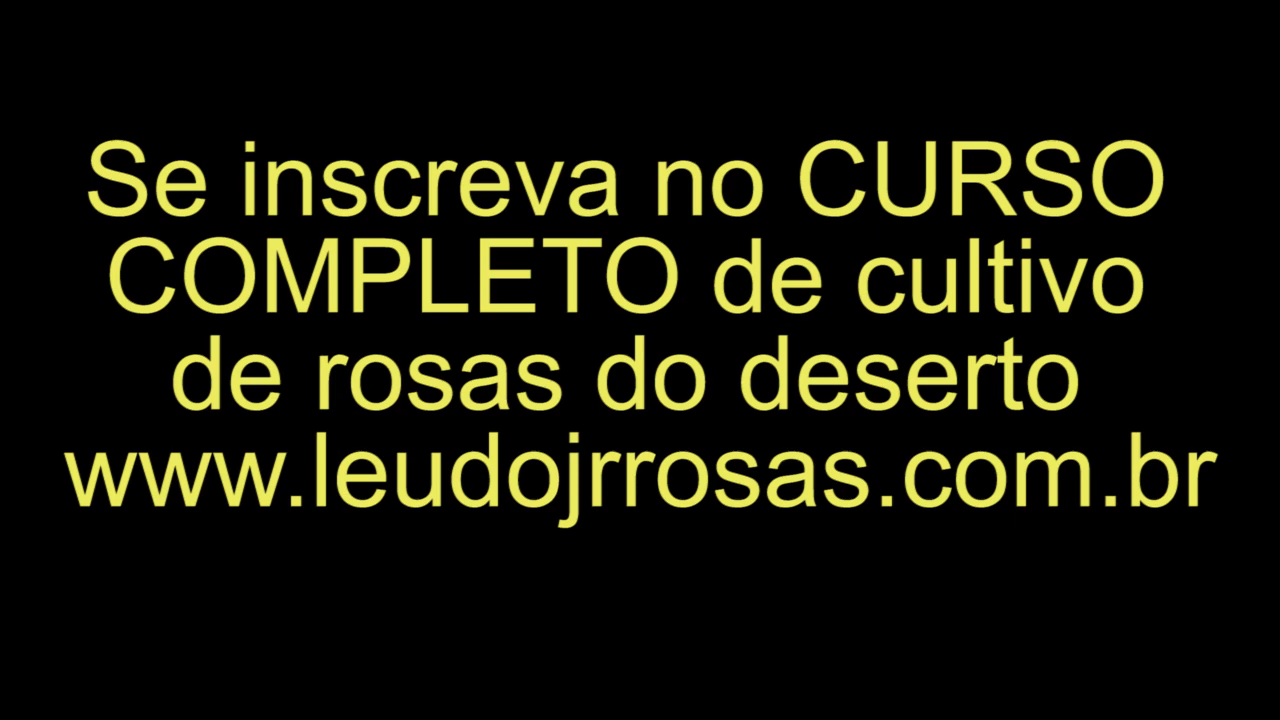 Se inscreva no CURSO
COMPLETO de cultivo
de rosas do deserto
www.leudojrrosas.com.br